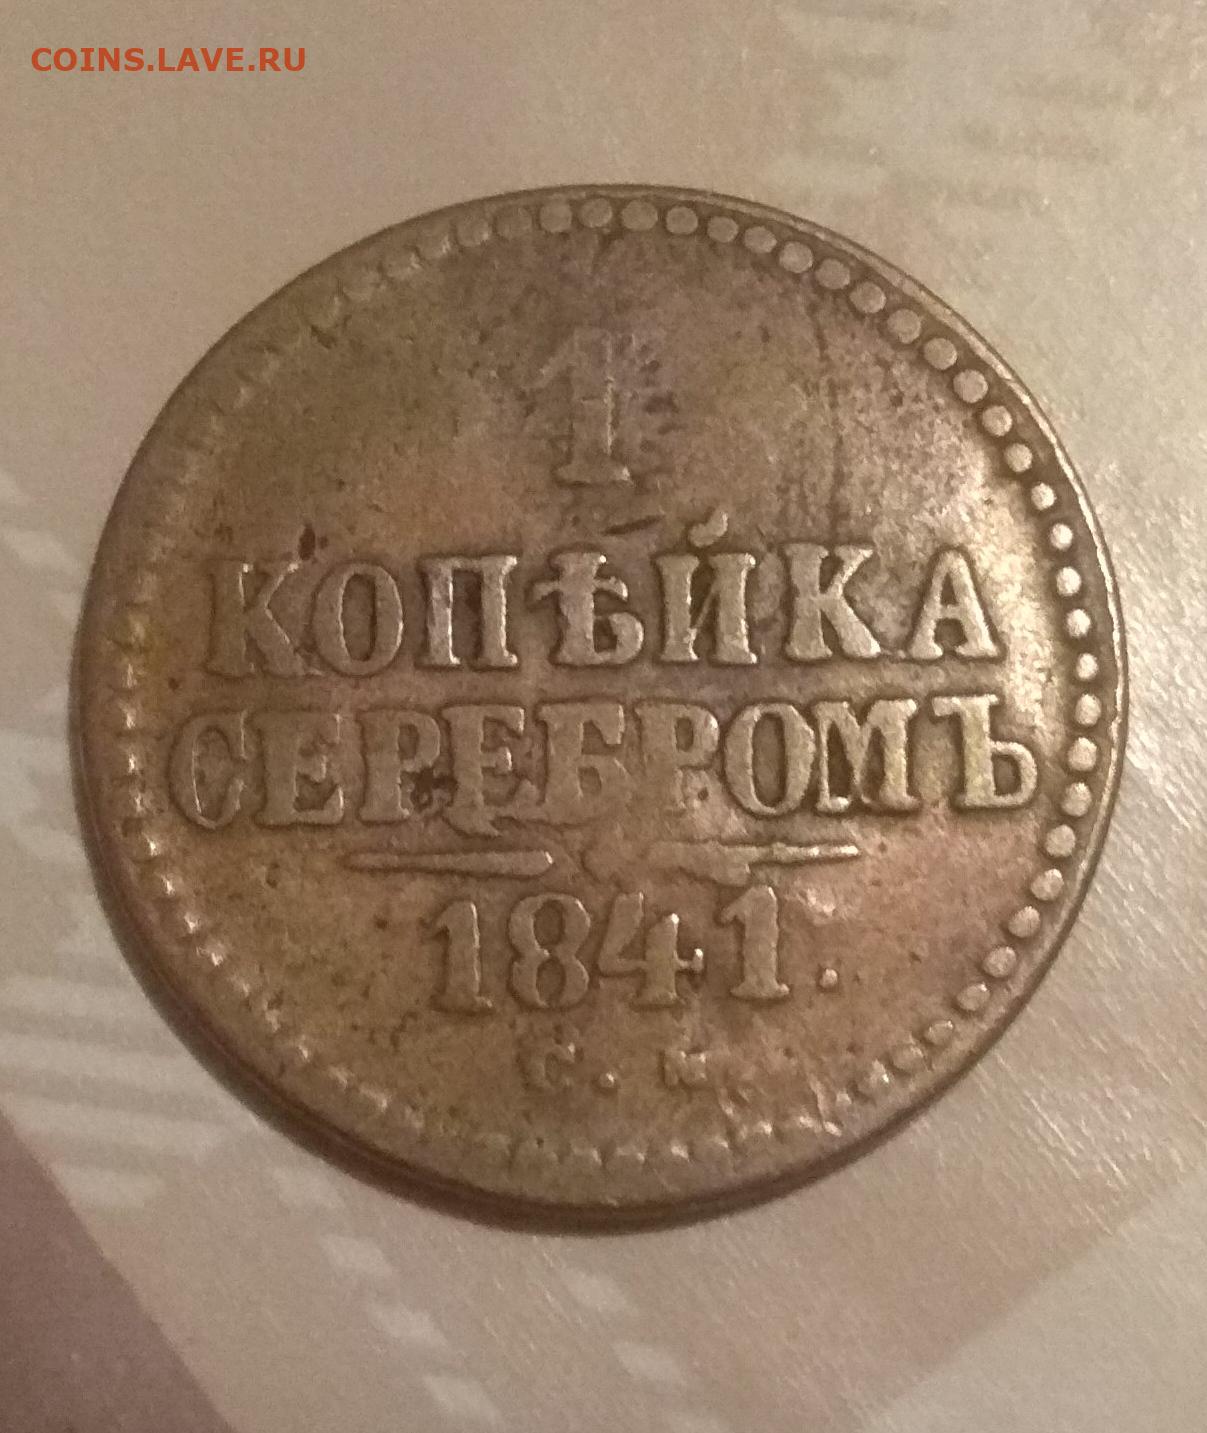 COINS.LAVE.RU
1
КОПѢЙКА
СЕРЕБРОМЪ
1841.
С. М.